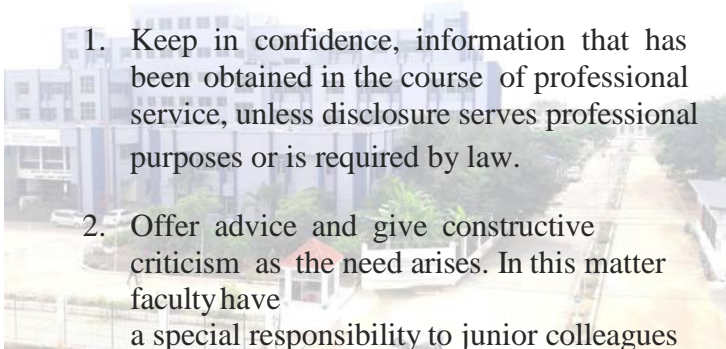 1. Keep in confidence, information that has
been obtained in the course of professional
service, unless disclosure serves professional
purposes or is required by law.
2. Offer advice and give constructive
criticism as the need arises. In this matter
faculty have
a special responsibility to junior colleagues